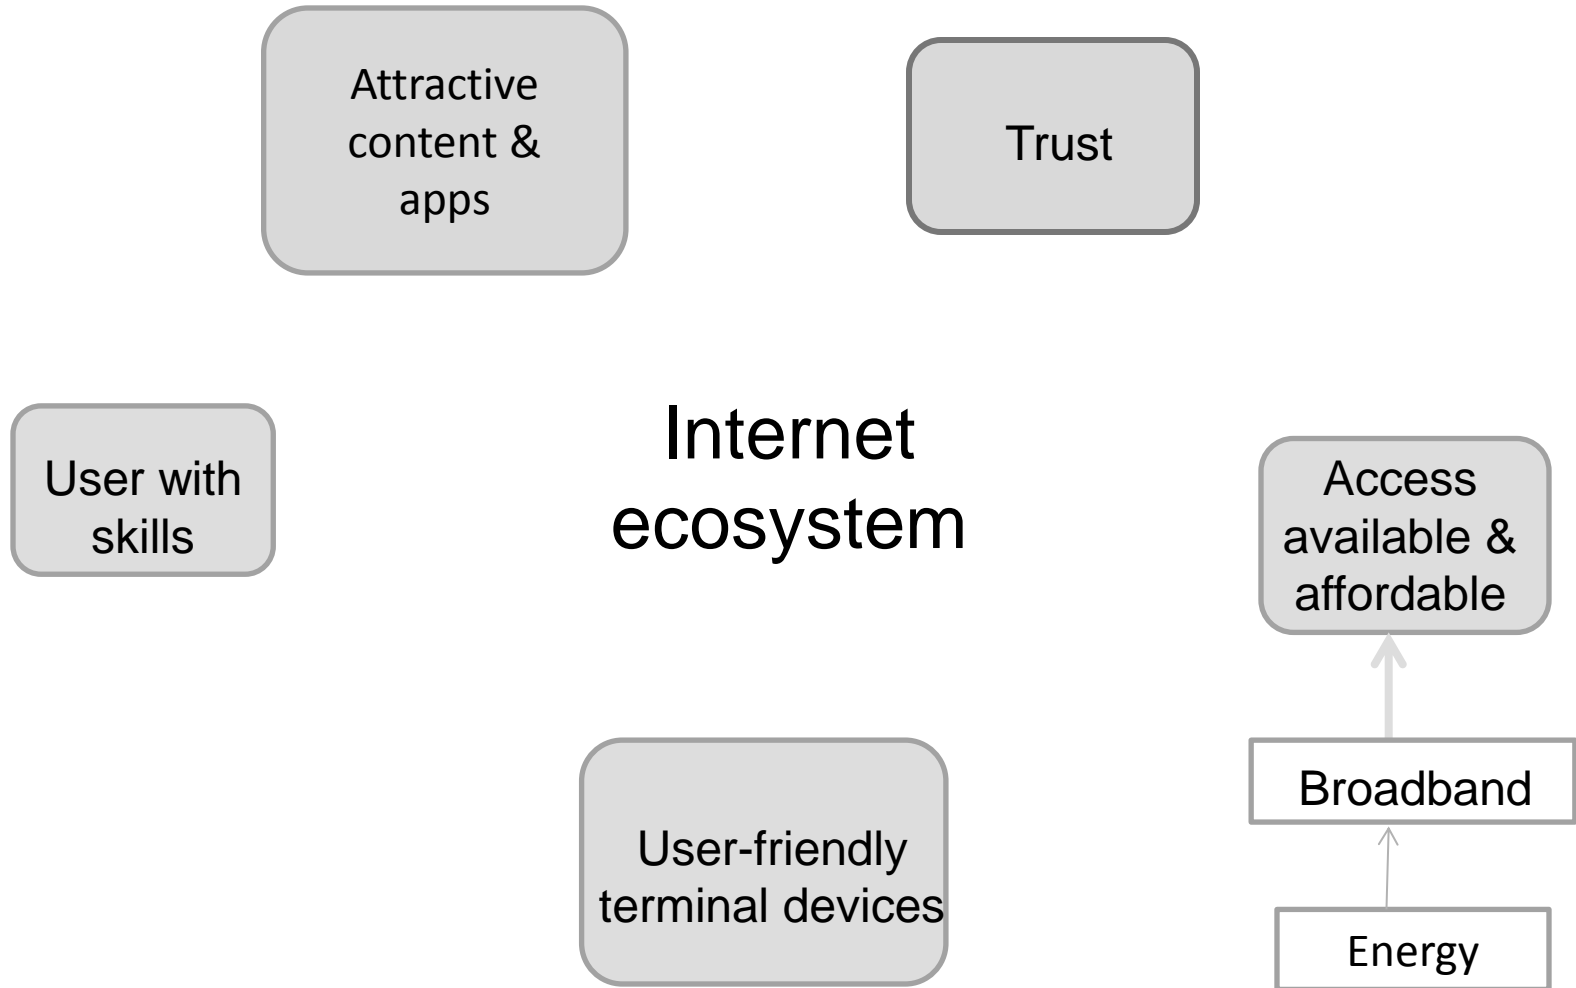 Attractive
content &
apps
Trust
Internet
ecosystem
User with
skills
Access
available &
affordable
User-friendly
terminal devices
Broadband
Energy